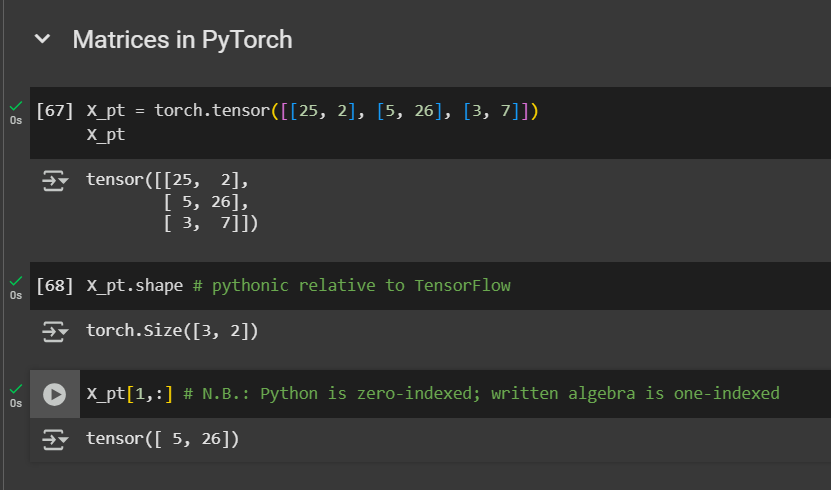 Matrices in PyTorch
0s
[67] X_pt = torch.tensor([[25, 2], [5, 26], [3, 7]])
X_pt
tensor([[25,  2],
        [ 5, 26],
        [ 3,  7]])
0s
[68] X_pt.shape # pythonic relative to TensorFlow
torch.Size([3, 2])
0s
X_pt[1,:] # N.B.: Python is zero-indexed; written algebra is one-indexed
tensor([ 5, 26])